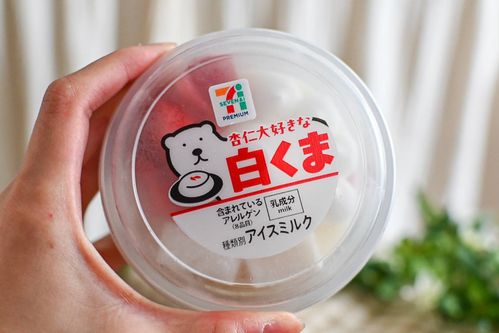 SEVEN&i
PREMIUM
杏仁大好きな
白くま
含まれている
アレルゲン
(8品目)
乳成分
milk
種類別 アイスミルク